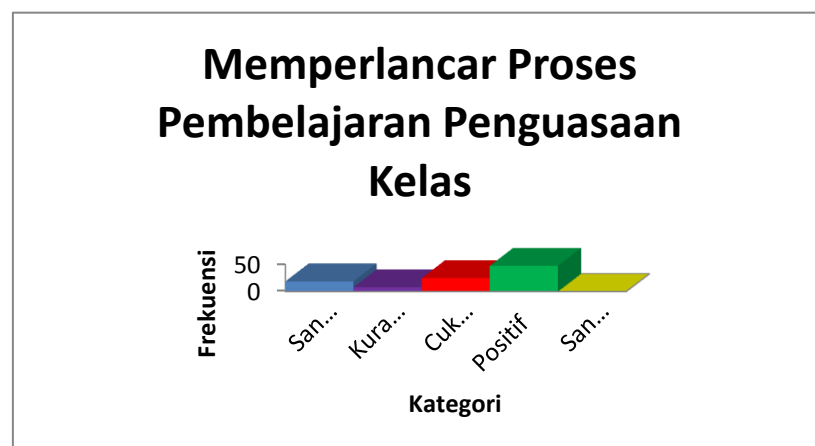 Memperlancar Proses
Pembelajaran Penguasaan
Kelas
Frekuensi
50
0
San...
Kura...
Cuk...
Positif
San...
Kategori